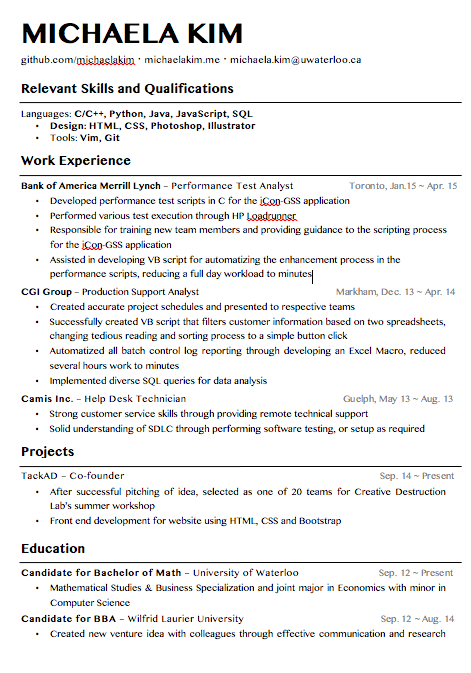 MICHAELA KIM
github.com/michaelakim · michaelakim.me · michaela.kim@uwaterloo.ca
Relevant Skills and Qualifications
Languages: C/C++, Python, Java, JavaScript, SQL
• Design: HTML, CSS, Photoshop, Illustrator
• Tools: Vim, Git
Work Experience
Bank of America Merrill Lynch – Performance Test Analyst Toronto, Jan.15 ~ Apr. 15
• Developed performance test scripts in C for the iCon-GSS application
• Performed various test execution through HP Loadrunner
• Responsible for training new team members and providing guidance to the scripting process
for the iCon-GSS application
• Assisted in developing VB script for automatizing the enhancement process in the
performance scripts, reducing a full day workload to minutes
CGI Group – Production Support Analyst Markham, Dec. 13 ~ Apr. 14
• Created accurate project schedules and presented to respective teams
• Successfully created VB script that filters customer information based on two spreadsheets,
changing tedious reading and sorting process to a simple button click
• Automatized all batch control log reporting through developing an Excel Macro, reduced
several hours work to minutes
• Implemented diverse SQL queries for data analysis
Camis Inc. – Help Desk Technician Guelph, May 13 ~ Aug. 13
• Strong customer service skills through providing remote technical support
• Solid understanding of SDLC through performing software testing, or setup as required
Projects
TackAD – Co-founder Sep. 14 ~ Present
• After successful pitching of idea, selected as one of 20 teams for Creative Destruction
Lab's summer workshop
• Front end development for website using HTML, CSS and Bootstrap
Education
Candidate for Bachelor of Math – University of Waterloo Sep. 12 ~ Present
• Mathematical Studies & Business Specialization and joint major in Economics with minor in
Computer Science
Candidate for BBA – Wilfrid Laurier University Sep. 12 ~Aug. 14
• Created new venture idea with colleagues through effective communication and research